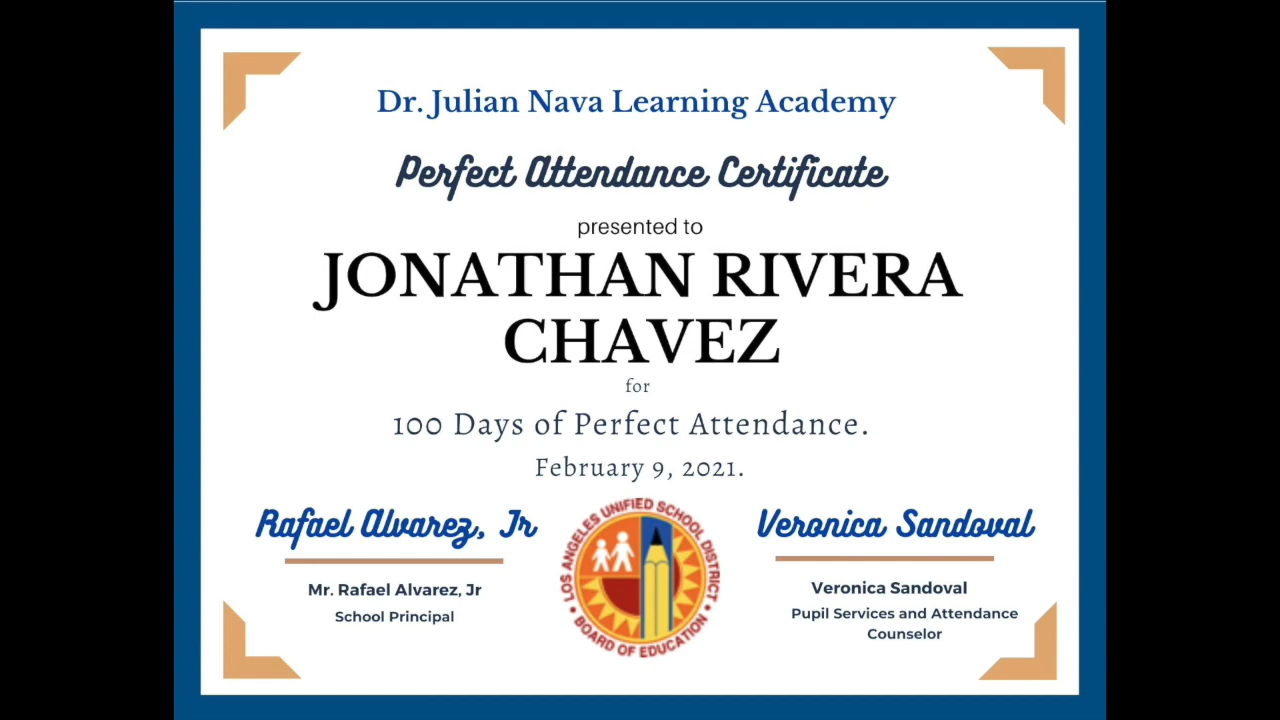 Dr. Julian Nava Learning Academy
Perfect Attendance Certificate
presented to
JONATHAN RIVERA
CHAVEZ
for
100 Days of Perfect Attendance.
February 9, 2021.
Rafael Alvarez, Jr
Mr. Rafael Alvarez, Jr
School Principal
LOS ANGELES UNIFIED SCHOOL DISTRICT
BOARD OF EDUCATION
Veronica Sandoval
Veronica Sandoval
Pupil Services and Attendance
Counselor